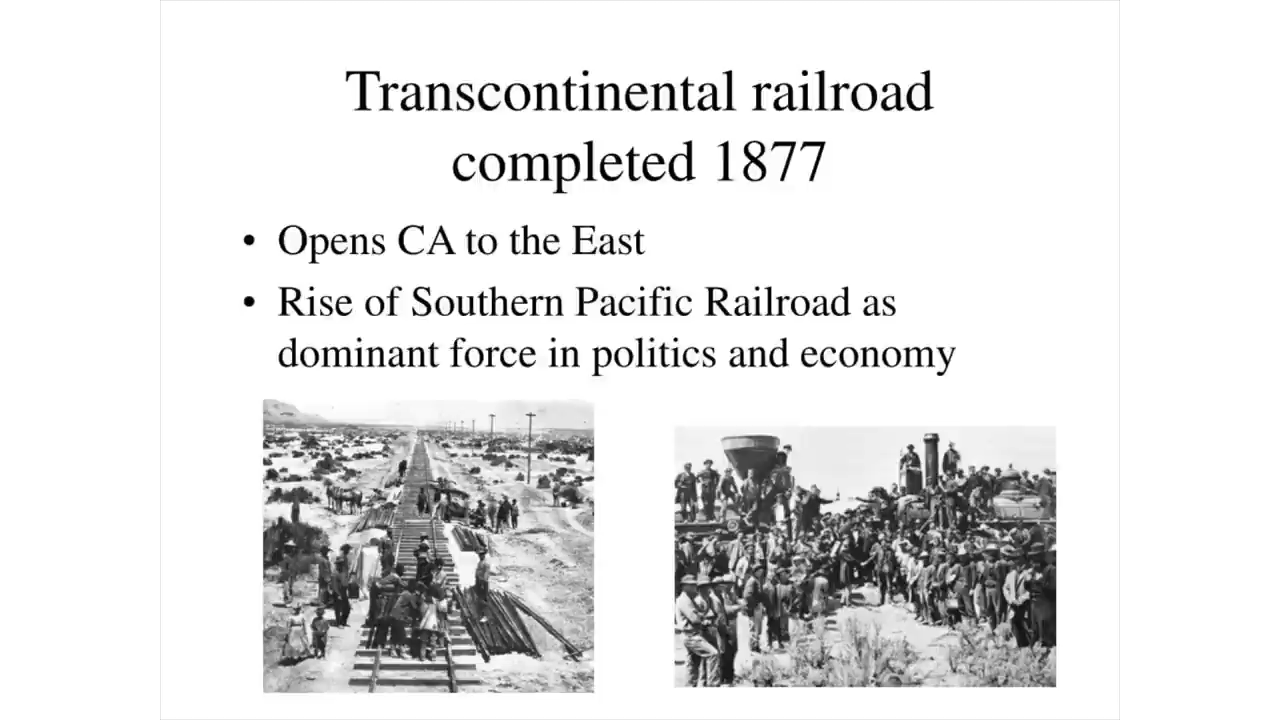 Transcontinental railroad
completed 1877
• Opens CA to the East
• Rise of Southern Pacific Railroad as
dominant force in politics and economy